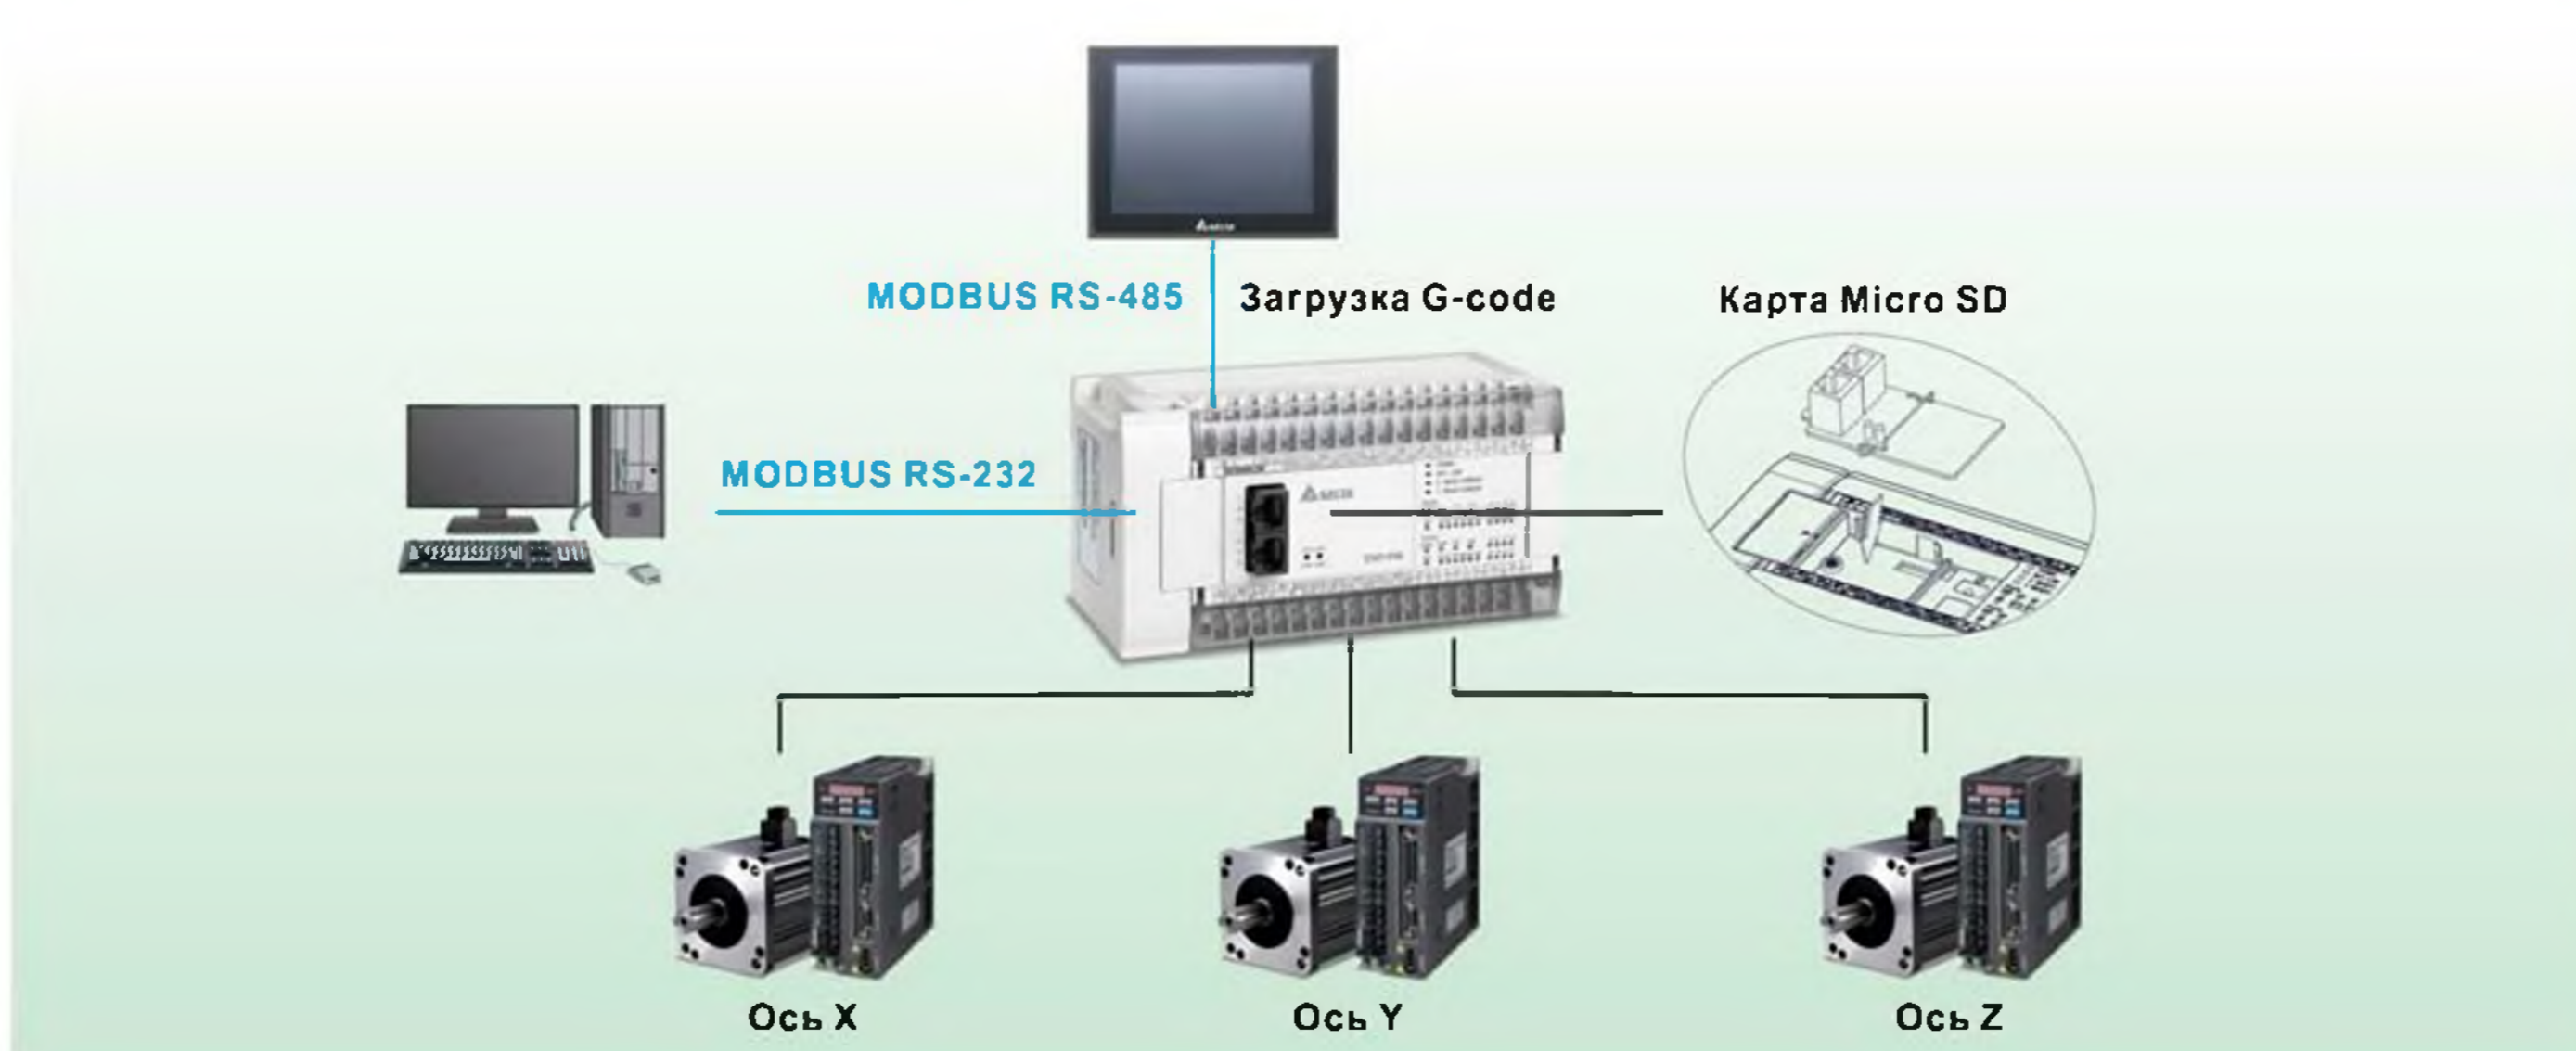 MODBUS RS-485
Загрузка G-code
Карта Micro SD
MODBUS RS-232
Ось X
Ось Y
Ось Z